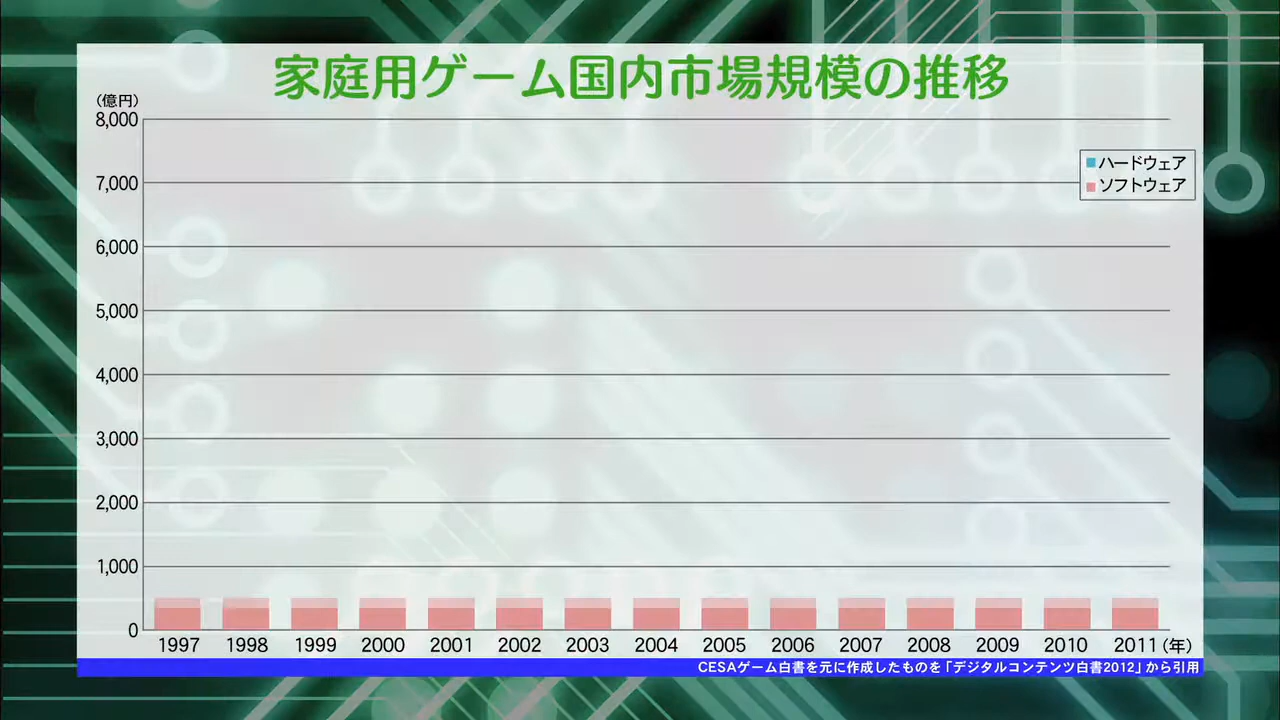 家庭用ゲーム国内市場規模の推移
(億円)
8,000
7,000
6,000
5,000
4,000
3,000
2,000
1,000
0
ハードウェア
ソフトウェア
1997 1998 1999 2000 2001 2002 2003 2004 2005 2006 2007 2008 2009 2010 2011 (年)
CESAゲーム白書を元に作成したものを「デジタルコンテンツ白書2012」から引用